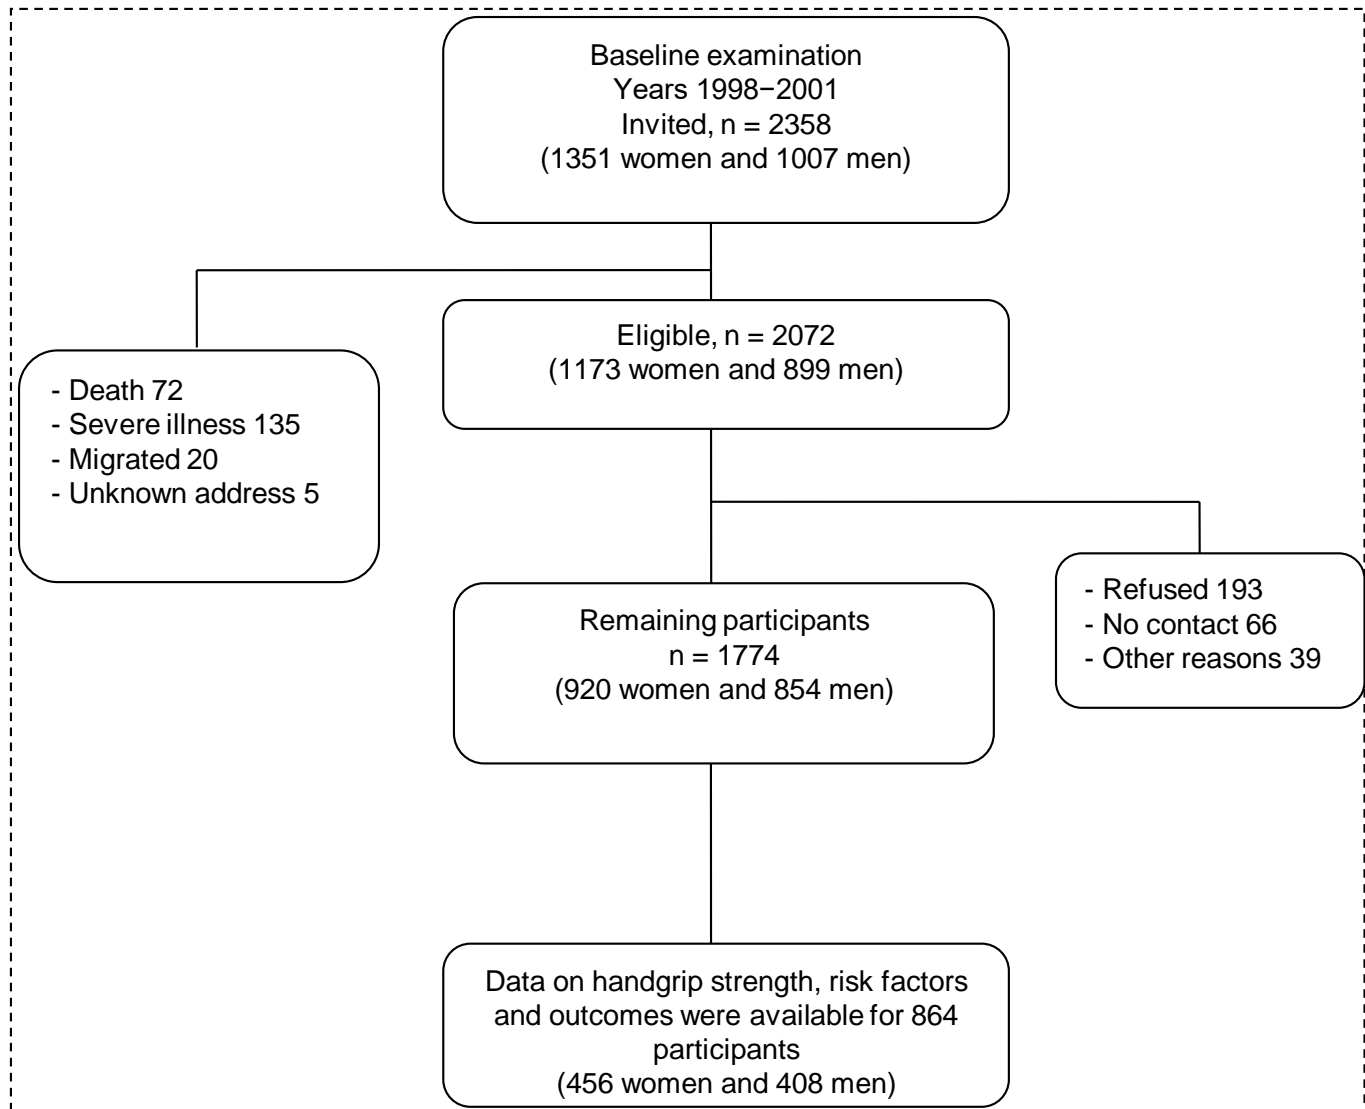 Baseline examination
Years 1998−2001
Invited, n = 2358
(1351 women and 1007 men)
Eligible, n = 2072
(1173 women and 899 men)
- Death 72
- Severe illness 135
- Migrated 20
- Unknown address 5
- Refused 193
- No contact 66
- Other reasons 39
Remaining participants
n = 1774
(920 women and 854 men)
Data on handgrip strength, risk factors
and outcomes were available for 864
participants
(456 women and 408 men)